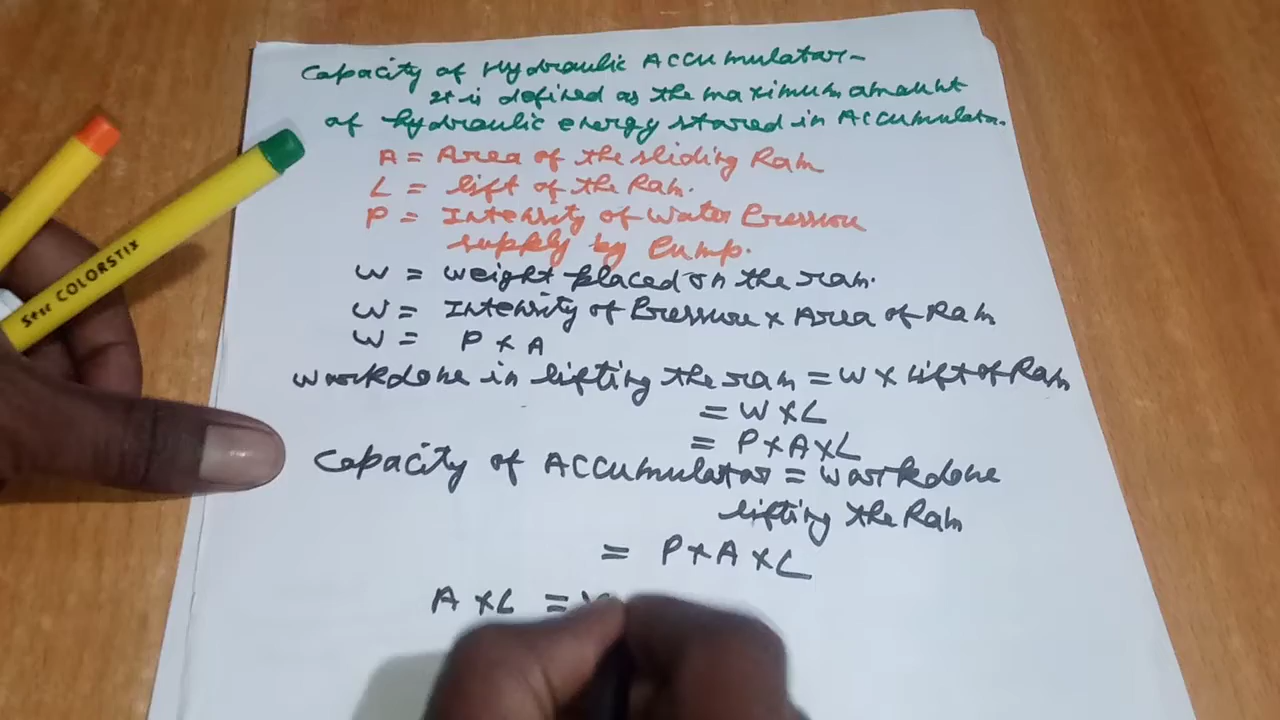 Capacity of Hydraulic Accumulator-
It is defined as the maximum amount
of hydraulic energy stored in Accumulator.
A = Area of the sliding Ram
L = lift of the Ram.
P = Intensity of Water Pressure
supply by Pump.
W = weight placed on the ram.
W = Intensity of Pressure × Area of Ram
W = P × A
Workdone in lifting the ram = W × Lift of Ram
= W × L
= P × A × L
Capacity of Accumulator = Workdone
lifting the Ram
= P × A × L
A × L =
Star COLORSTIX